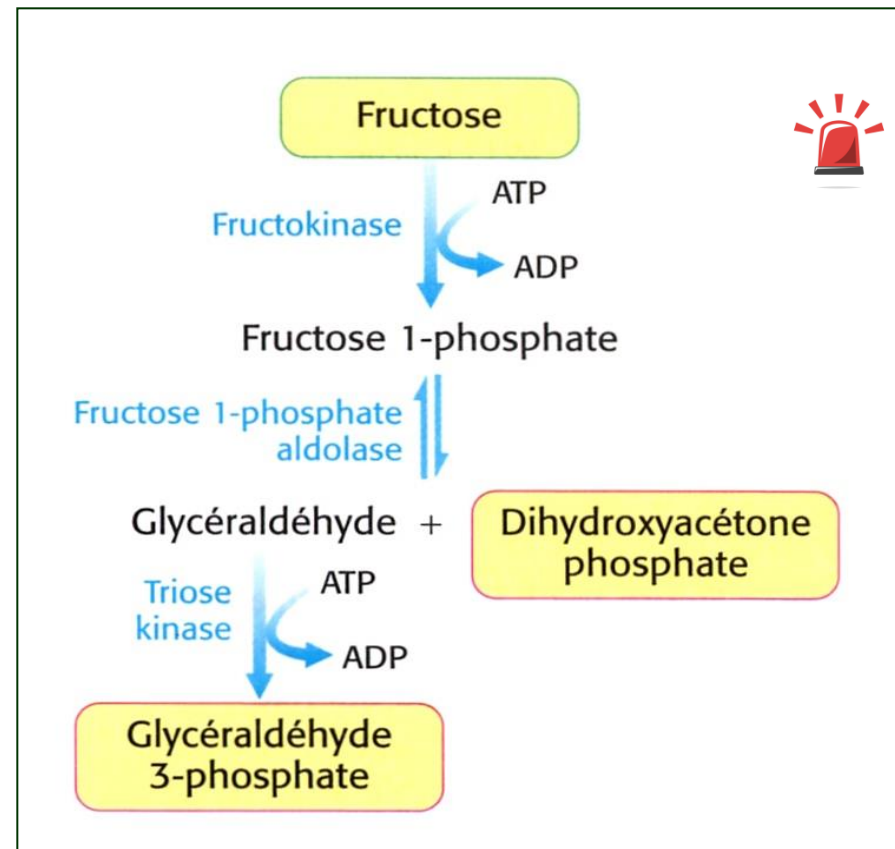 Fructose
ATP
Fructokinase
ADP
Fructose 1-phosphate
Fructose 1-phosphate
aldolase
Glycéraldéhyde + Dihydroxyacétone
phosphate
ATP
Triose
kinase
ADP
Glycéraldéhyde
3-phosphate